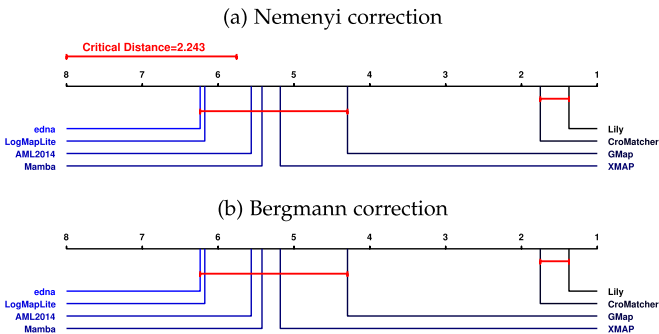 (a) Nemenyi correction
Critical Distance=2.243
8 7 6 5 4 3 2 1
edna Lily
LogMapLite CroMatcher
AML2014 GMap
Mamba XMAP
(b) Bergmann correction
8 7 6 5 4 3 2 1
edna Lily
LogMapLite CroMatcher
AML2014 GMap
Mamba XMAP